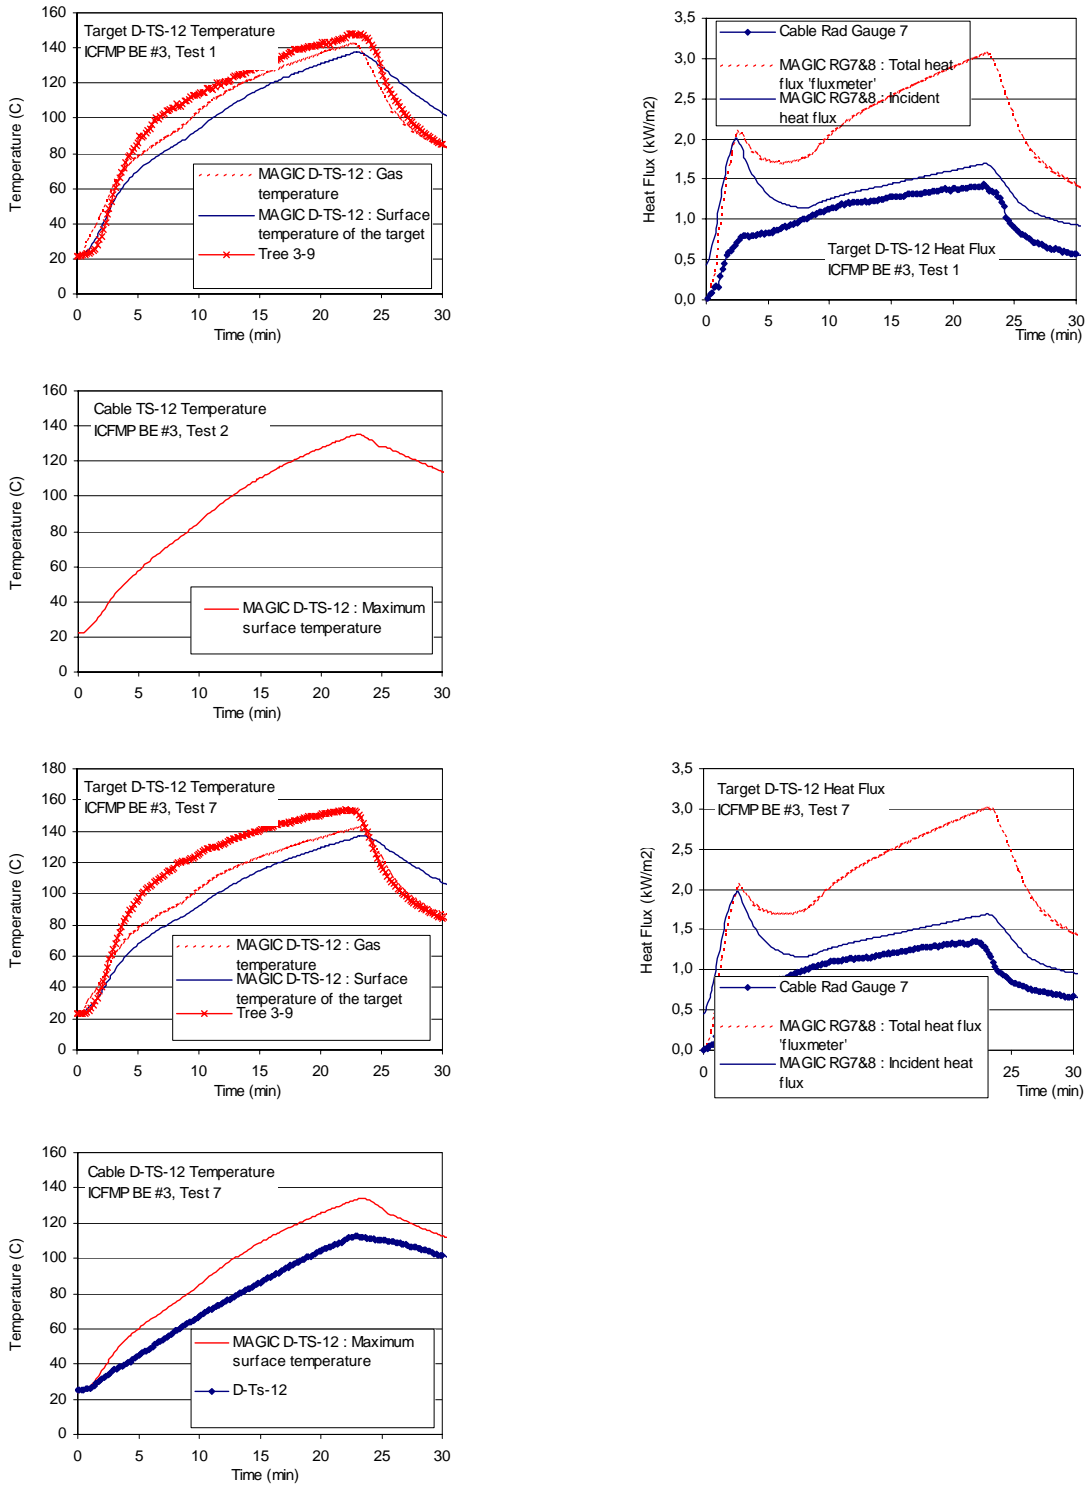 Target D-TS-12 Temperature
ICFMP BE #3, Test 1
Temperature (C)
160
140
120
100
80
60
40
20
0
MAGIC D-TS-12 : Gas
temperature
MAGIC D-TS-12 : Surface
temperature of the target
Tree 3-9
0 5 10 15 20 25 30
Time (min)
Heat Flux (kW/m2)
3,5
3,0
2,5
2,0
1,5
1,0
0,5
0,0
Cable Rad Gauge 7
MAGIC RG7&8 : Total heat
flux 'fluxmeter'
MAGIC RG7&8 : Incident
heat flux
Target D-TS-12 Heat Flux
ICFMP BE #3, Test 1
0 5 10 15 20 25 30
Time (min)
Cable TS-12 Temperature
ICFMP BE #3, Test 2
Temperature (C)
160
140
120
100
80
60
40
20
0
MAGIC D-TS-12 : Maximum
surface temperature
0 5 10 15 20 25 30
Time (min)
Target D-TS-12 Temperature
ICFMP BE #3, Test 7
Temperature (C)
180
160
140
120
100
80
60
40
20
0
MAGIC D-TS-12 : Gas
temperature
MAGIC D-TS-12 : Surface
temperature of the target
Tree 3-9
0 5 10 15 20 25 30
Time (min)
Target D-TS-12 Heat Flux
ICFMP BE #3, Test 7
Heat Flux (kW/m2)
3,5
3,0
2,5
2,0
1,5
1,0
0,5
0,0
Cable Rad Gauge 7
MAGIC RG7&8 : Total heat flux
'fluxmeter'
MAGIC RG7&8 : Incident heat
flux
0 25 30
Time (min)
Cable D-TS-12 Temperature
ICFMP BE #3, Test 7
Temperature (C)
160
140
120
100
80
60
40
20
0
MAGIC D-TS-12 : Maximum
surface temperature
D-Ts-12
0 5 10 15 20 25 30
Time (min)